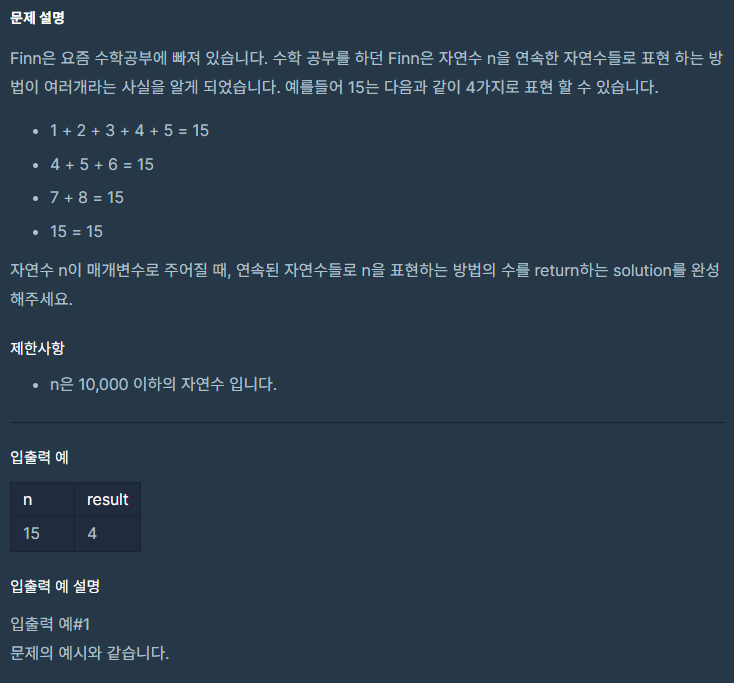 문제 설명
Finn은 요즘 수학공부에 빠져 있습니다. 수학 공부를 하던 Finn은 자연수 n을 연속한 자연수들로 표현 하는 방
법이 여러개라는 사실을 알게 되었습니다. 예를들어 15는 다음과 같이 4가지로 표현 할 수 있습니다.
• 1 + 2 + 3 + 4 + 5 = 15
• 4 + 5 + 6 = 15
• 7 + 8 = 15
• 15 = 15
자연수 n이 매개변수로 주어질 때, 연속된 자연수들로 n을 표현하는 방법의 수를 return하는 solution를 완성
해주세요.
제한사항
• n은 10,000 이하의 자연수 입니다.
입출력 예
n result
15 4
입출력 예 설명
입출력 예#1
문제의 예시와 같습니다.